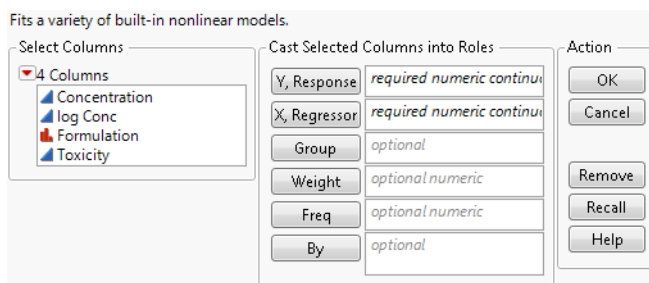 Fits a variety of built-in nonlinear models.
Select Columns
4 Columns
Concentration
log Conc
Formulation
Toxicity
Cast Selected Columns into Roles
Y, Response required numeric continu
X, Regressor required numeric continu
Group optional
Weight optional numeric
Freq optional numeric
By optional
Action
OK
Cancel
Remove
Recall
Help